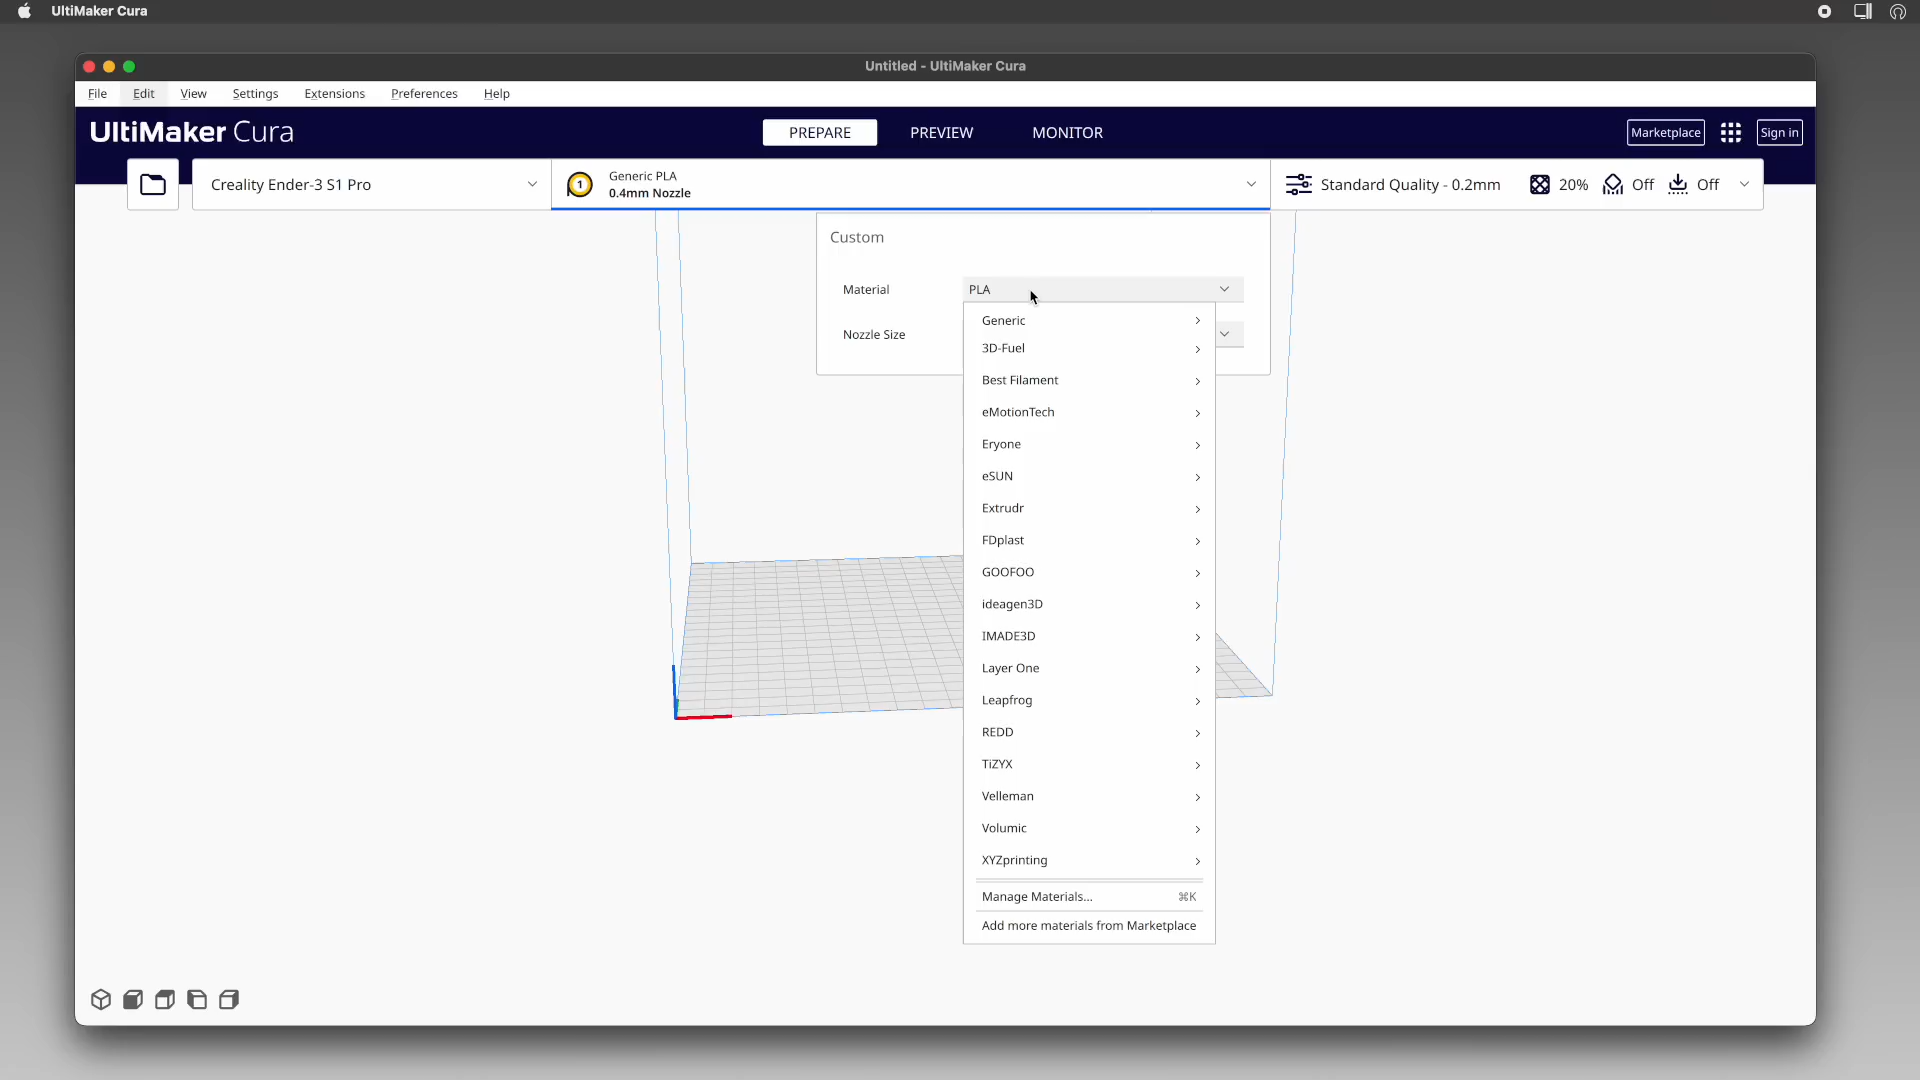 UltiMaker Cura
Untitled - UltiMaker Cura
File Edit View Settings Extensions Preferences Help
UltiMaker Cura
PREPARE PREVIEW MONITOR
Marketplace
Sign in
Creality Ender-3 S1 Pro
1
Generic PLA
0.4mm Nozzle
Standard Quality - 0.2mm
20%
Off
Off
Custom
Material
PLA
Nozzle Size
Generic
3D-Fuel
Best Filament
eMotionTech
Eryone
eSUN
Extrudr
FDplast
GOOFOO
ideagen3D
IMADE3D
Layer One
Leapfrog
REDD
TiZYX
Velleman
Volumic
XYZprinting
Manage Materials... ⌘K
Add more materials from Marketplace